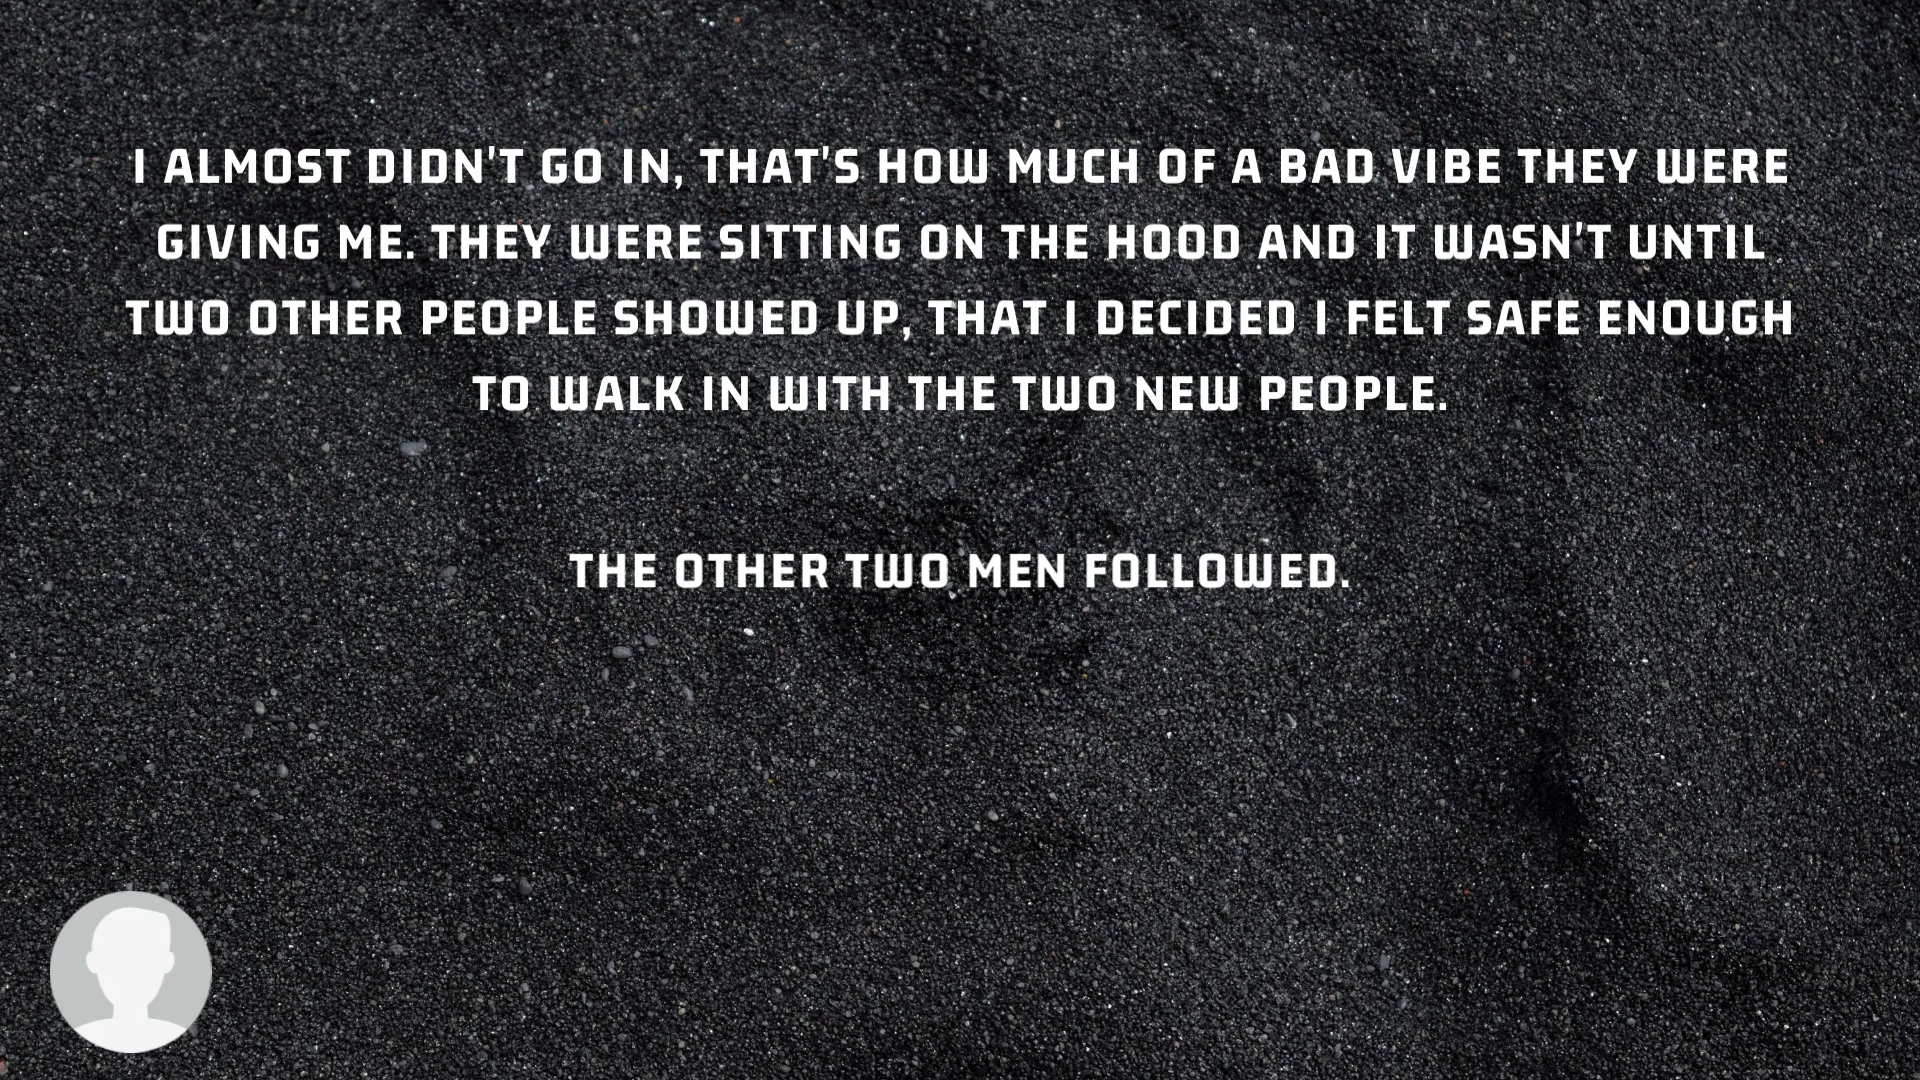 I ALMOST DIDN'T GO IN, THAT'S HOW MUCH OF A BAD VIBE THEY WERE
GIVING ME. THEY WERE SITTING ON THE HOOD AND IT WASN'T UNTIL
TWO OTHER PEOPLE SHOWED UP, THAT I DECIDED I FELT SAFE ENOUGH
TO WALK IN WITH THE TWO NEW PEOPLE.
THE OTHER TWO MEN FOLLOWED.